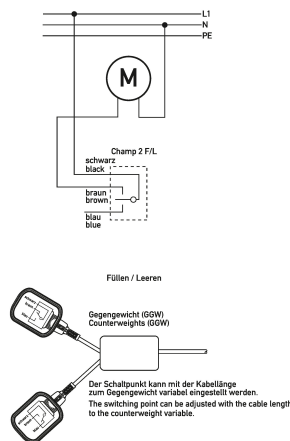 L1
N
PE
M
Champ 2 F/L
schwarz
black
braun
brown
blau
blue
Füllen / Leeren
Gegengewicht (GGW)
Counterweights (GGW)
Der Schaltpunkt kann mit der Kabellänge
zum Gegengewicht variabel eingestellt werden.
The switching point can be adjusted with the cable length
to the counterweight variable.